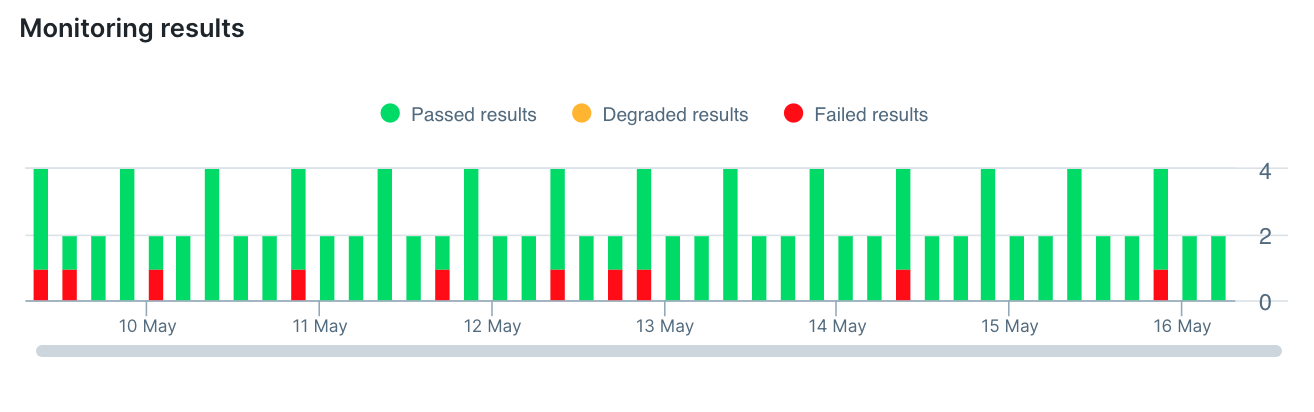 Monitoring results
Passed results Degraded results Failed results
4
2
0
10 May 11 May 12 May 13 May 14 May 15 May 16 May